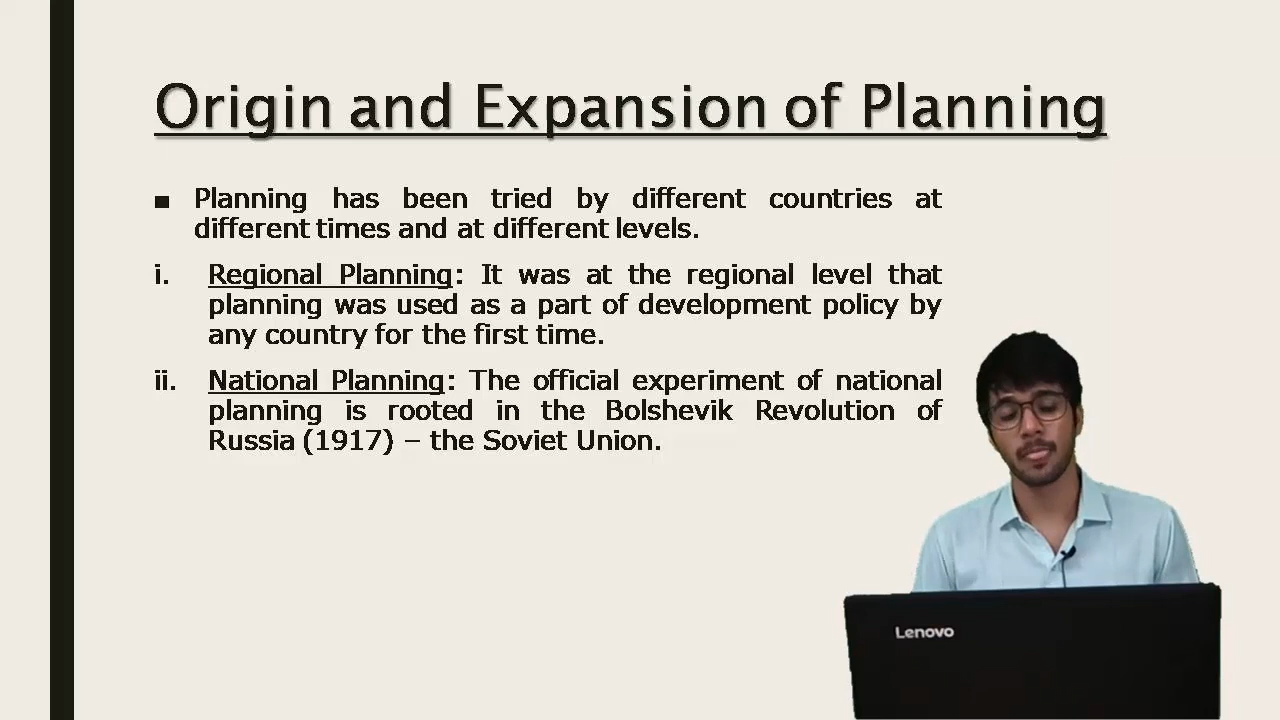 Origin and Expansion of Planning
■ Planning has been tried by different countries at
different times and at different levels.
i. Regional Planning: It was at the regional level that
planning was used as a part of development policy by
any country for the first time.
ii. National Planning: The official experiment of national
planning is rooted in the Bolshevik Revolution of
Russia (1917) – the Soviet Union.
Lenovo